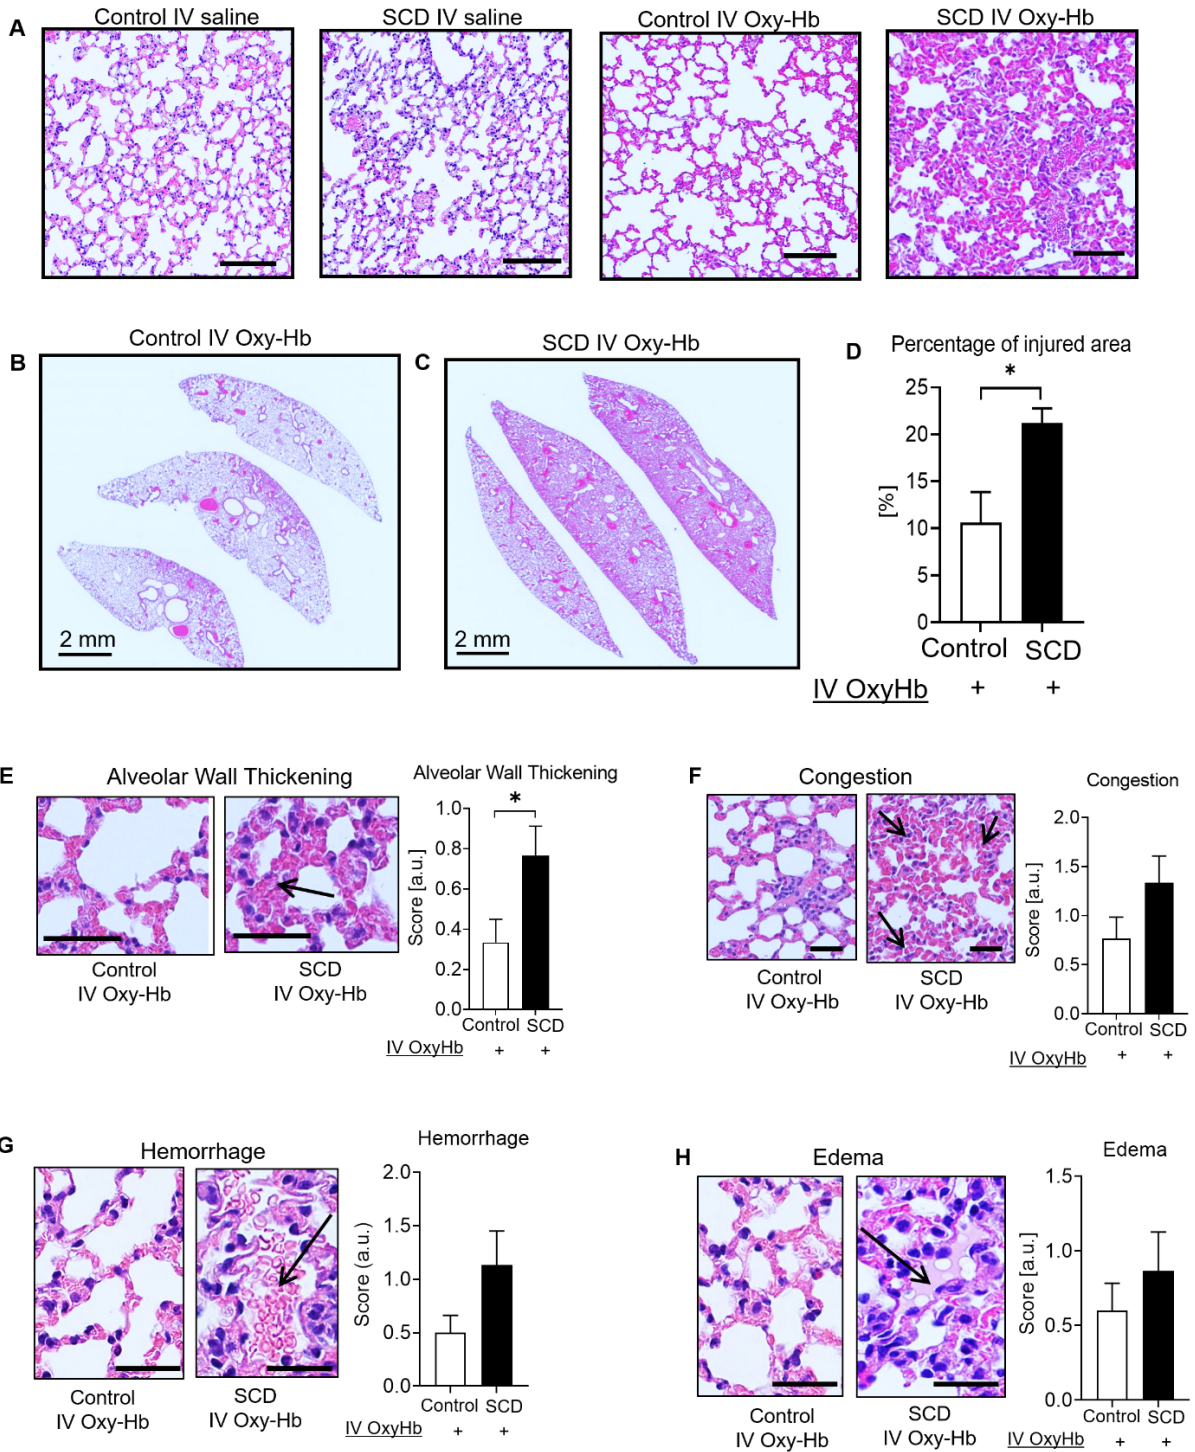 A
Control IV saline
SCD IV saline
Control IV Oxy-Hb
SCD IV Oxy-Hb
B
Control IV Oxy-Hb
2 mm
C
SCD IV Oxy-Hb
2 mm
D
Percentage of injured area
*
25
20
15
10
5
0
[%]
Control
SCD
IV OxyHb
+
+
E
Alveolar Wall Thickening
Control
IV Oxy-Hb
SCD
IV Oxy-Hb
Alveolar Wall Thickening
*
1.0
0.8
0.6
0.4
0.2
0.0
Score [a.u.]
Control
SCD
IV OxyHb
+
+
F
Congestion
Control
IV Oxy-Hb
SCD
IV Oxy-Hb
Congestion
2.0
1.5
1.0
0.5
0.0
Score [a.u.]
Control
SCD
IV OxyHb
+
+
G
Hemorrhage
Control
IV Oxy-Hb
SCD
IV Oxy-Hb
Hemorrhage
2.0
1.5
1.0
0.5
0.0
Score (a.u.)
Control
SCD
IV OxyHb
+
+
H
Edema
Control
IV Oxy-Hb
SCD
IV Oxy-Hb
Edema
1.5
1.0
0.5
0.0
Score [a.u.]
Control
SCD
IV OxyHb
+
+